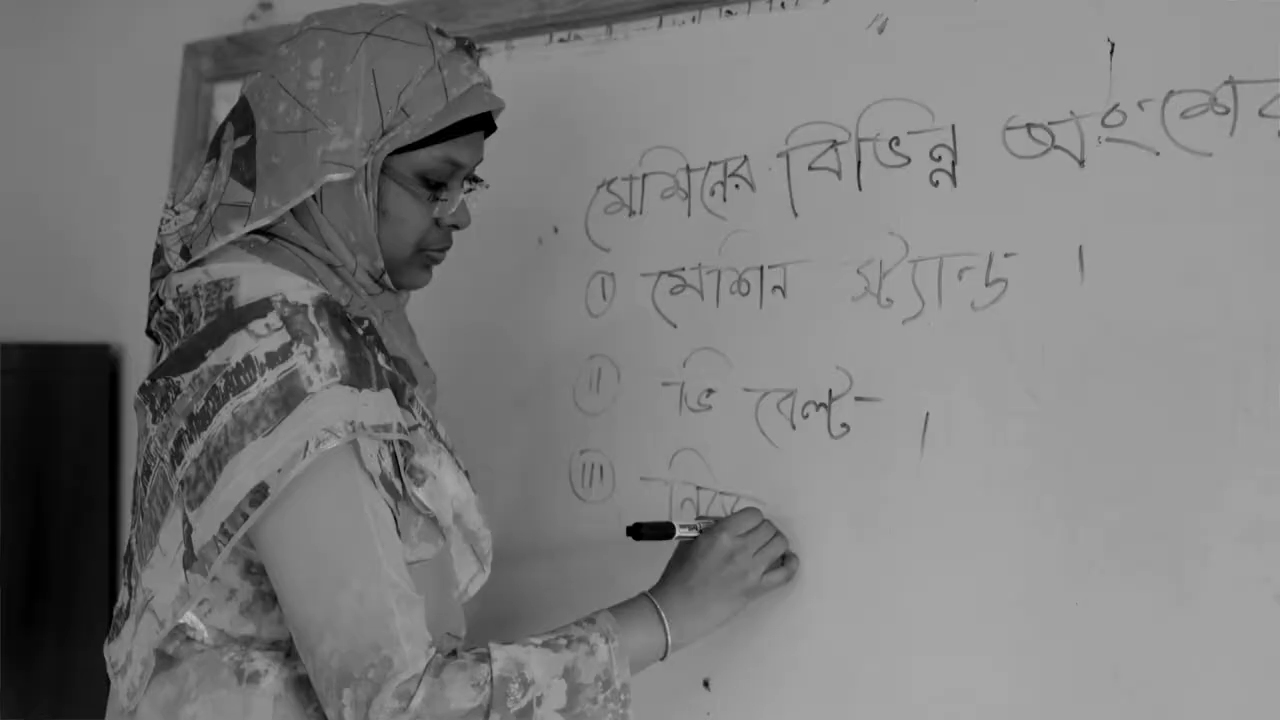 মেশিনের বিভিন্ন অংশের
(i) মেশিন স্ট্যান্ড ।
(ii) ভি বেল্ট- ।
(iii)